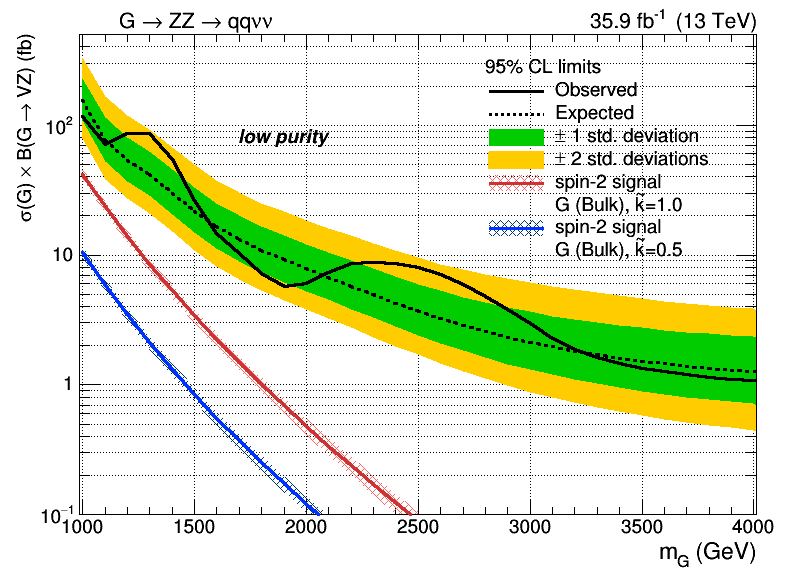 G → ZZ → qqνν
35.9 fb⁻¹ (13 TeV)
σ(G) × B(G → VZ) (fb)
95% CL limits
Observed
Expected
± 1 std. deviation
± 2 std. deviations
spin-2 signal
G (Bulk), k̃=1.0
spin-2 signal
G (Bulk), k̃=0.5
low purity
10²
10
1
10⁻¹
1000 1500 2000 2500 3000 3500 4000
m_G (GeV)